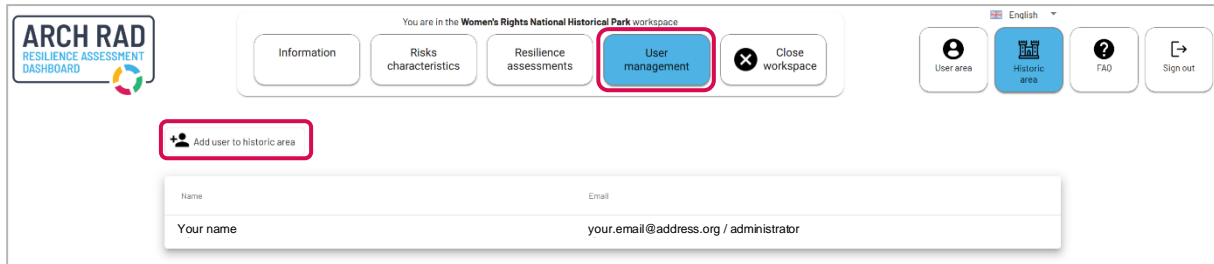 You are in the Women's Rights National Historical Park workspace
English
ARCH RAD
RESILIENCE ASSESSMENT
DASHBOARD
Information
Risks
characteristics
Resilience
assessments
User
management
Close
workspace
User area
Historic
area
FAQ
Sign out
Add user to historic area
Name Email
Your name your.email@address.org / administrator